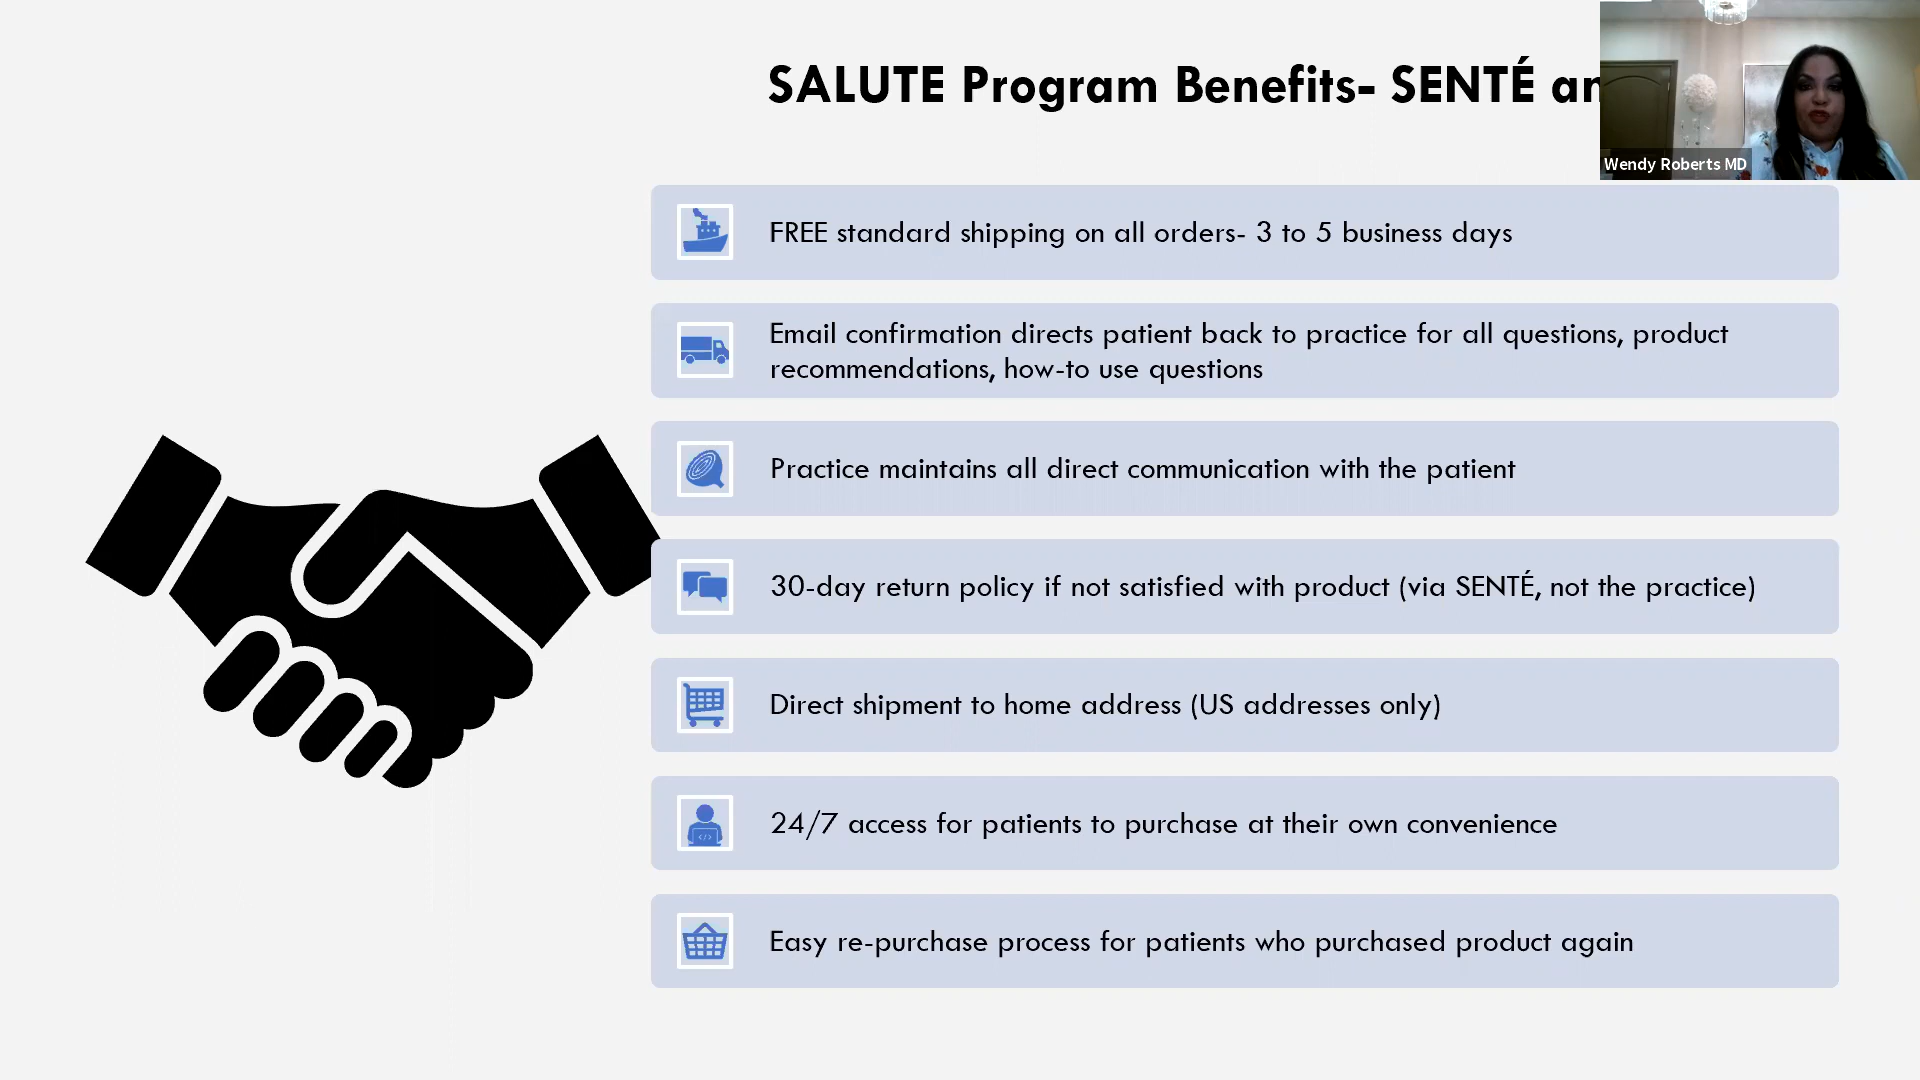 SALUTE Program Benefits- SENTÉ an
Wendy Roberts MD
FREE standard shipping on all orders- 3 to 5 business days
Email confirmation directs patient back to practice for all questions, product
recommendations, how-to use questions
Practice maintains all direct communication with the patient
30-day return policy if not satisfied with product (via SENTÉ, not the practice)
Direct shipment to home address (US addresses only)
24/7 access for patients to purchase at their own convenience
Easy re-purchase process for patients who purchased product again